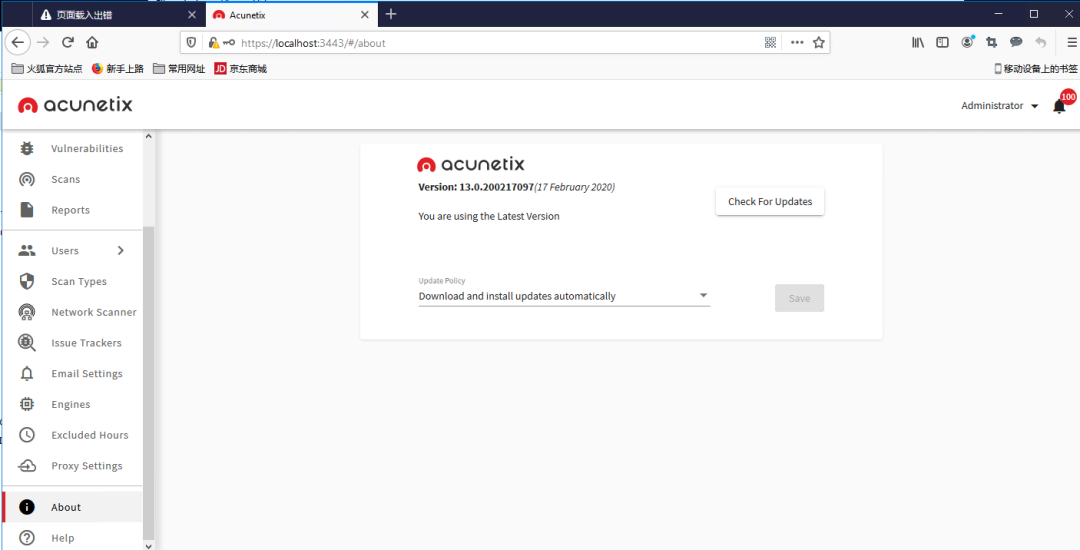 页面载入出错
Acunetix
https://localhost:3443/#/about
火狐官方站点 新手上路 常用网址 JD 京东商城 移动设备上的书签
acunetix
Administrator
100
Vulnerabilities
Scans
Reports
Users
Scan Types
Network Scanner
Issue Trackers
Email Settings
Engines
Excluded Hours
Proxy Settings
About
Help
acunetix
Version: 13.0.200217097(17 February 2020)
Check For Updates
You are using the Latest Version
Update Policy
Download and install updates automatically
Save